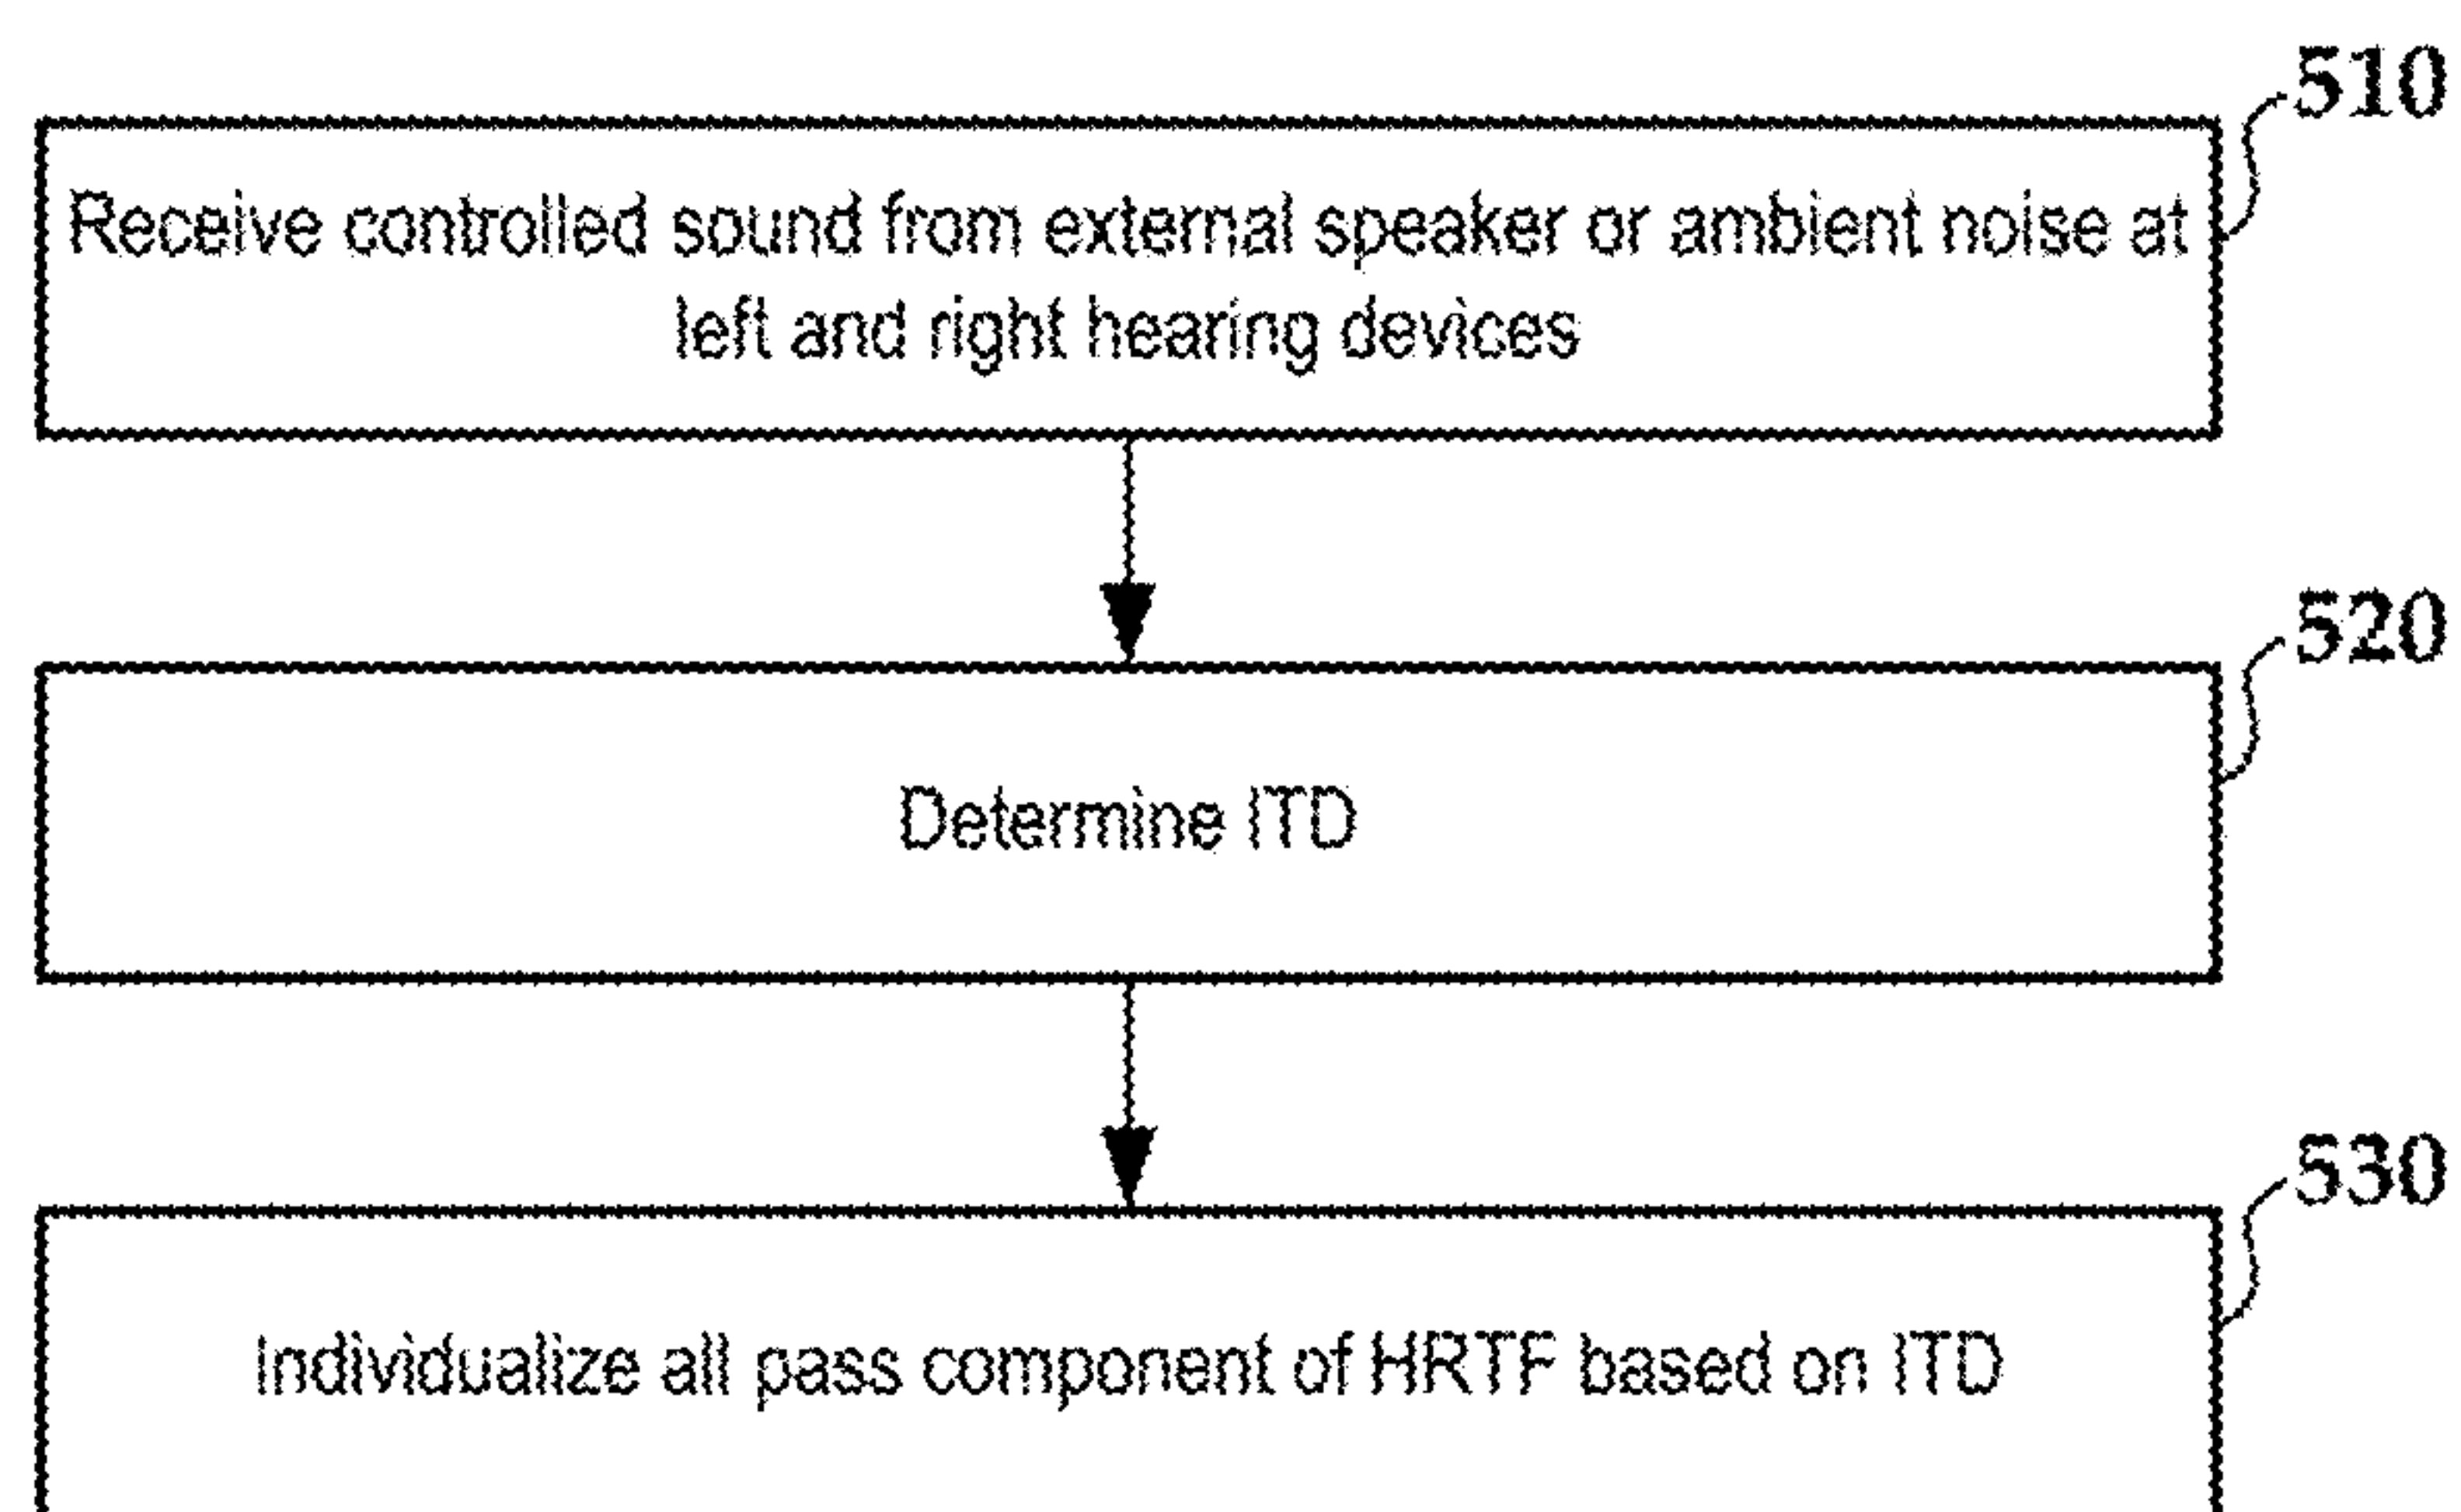 510
Receive controlled sound from external speaker or ambient noise at
left and right hearing devices
520
Determine ITD
530
Individualize all pass component of HRTF based on ITD